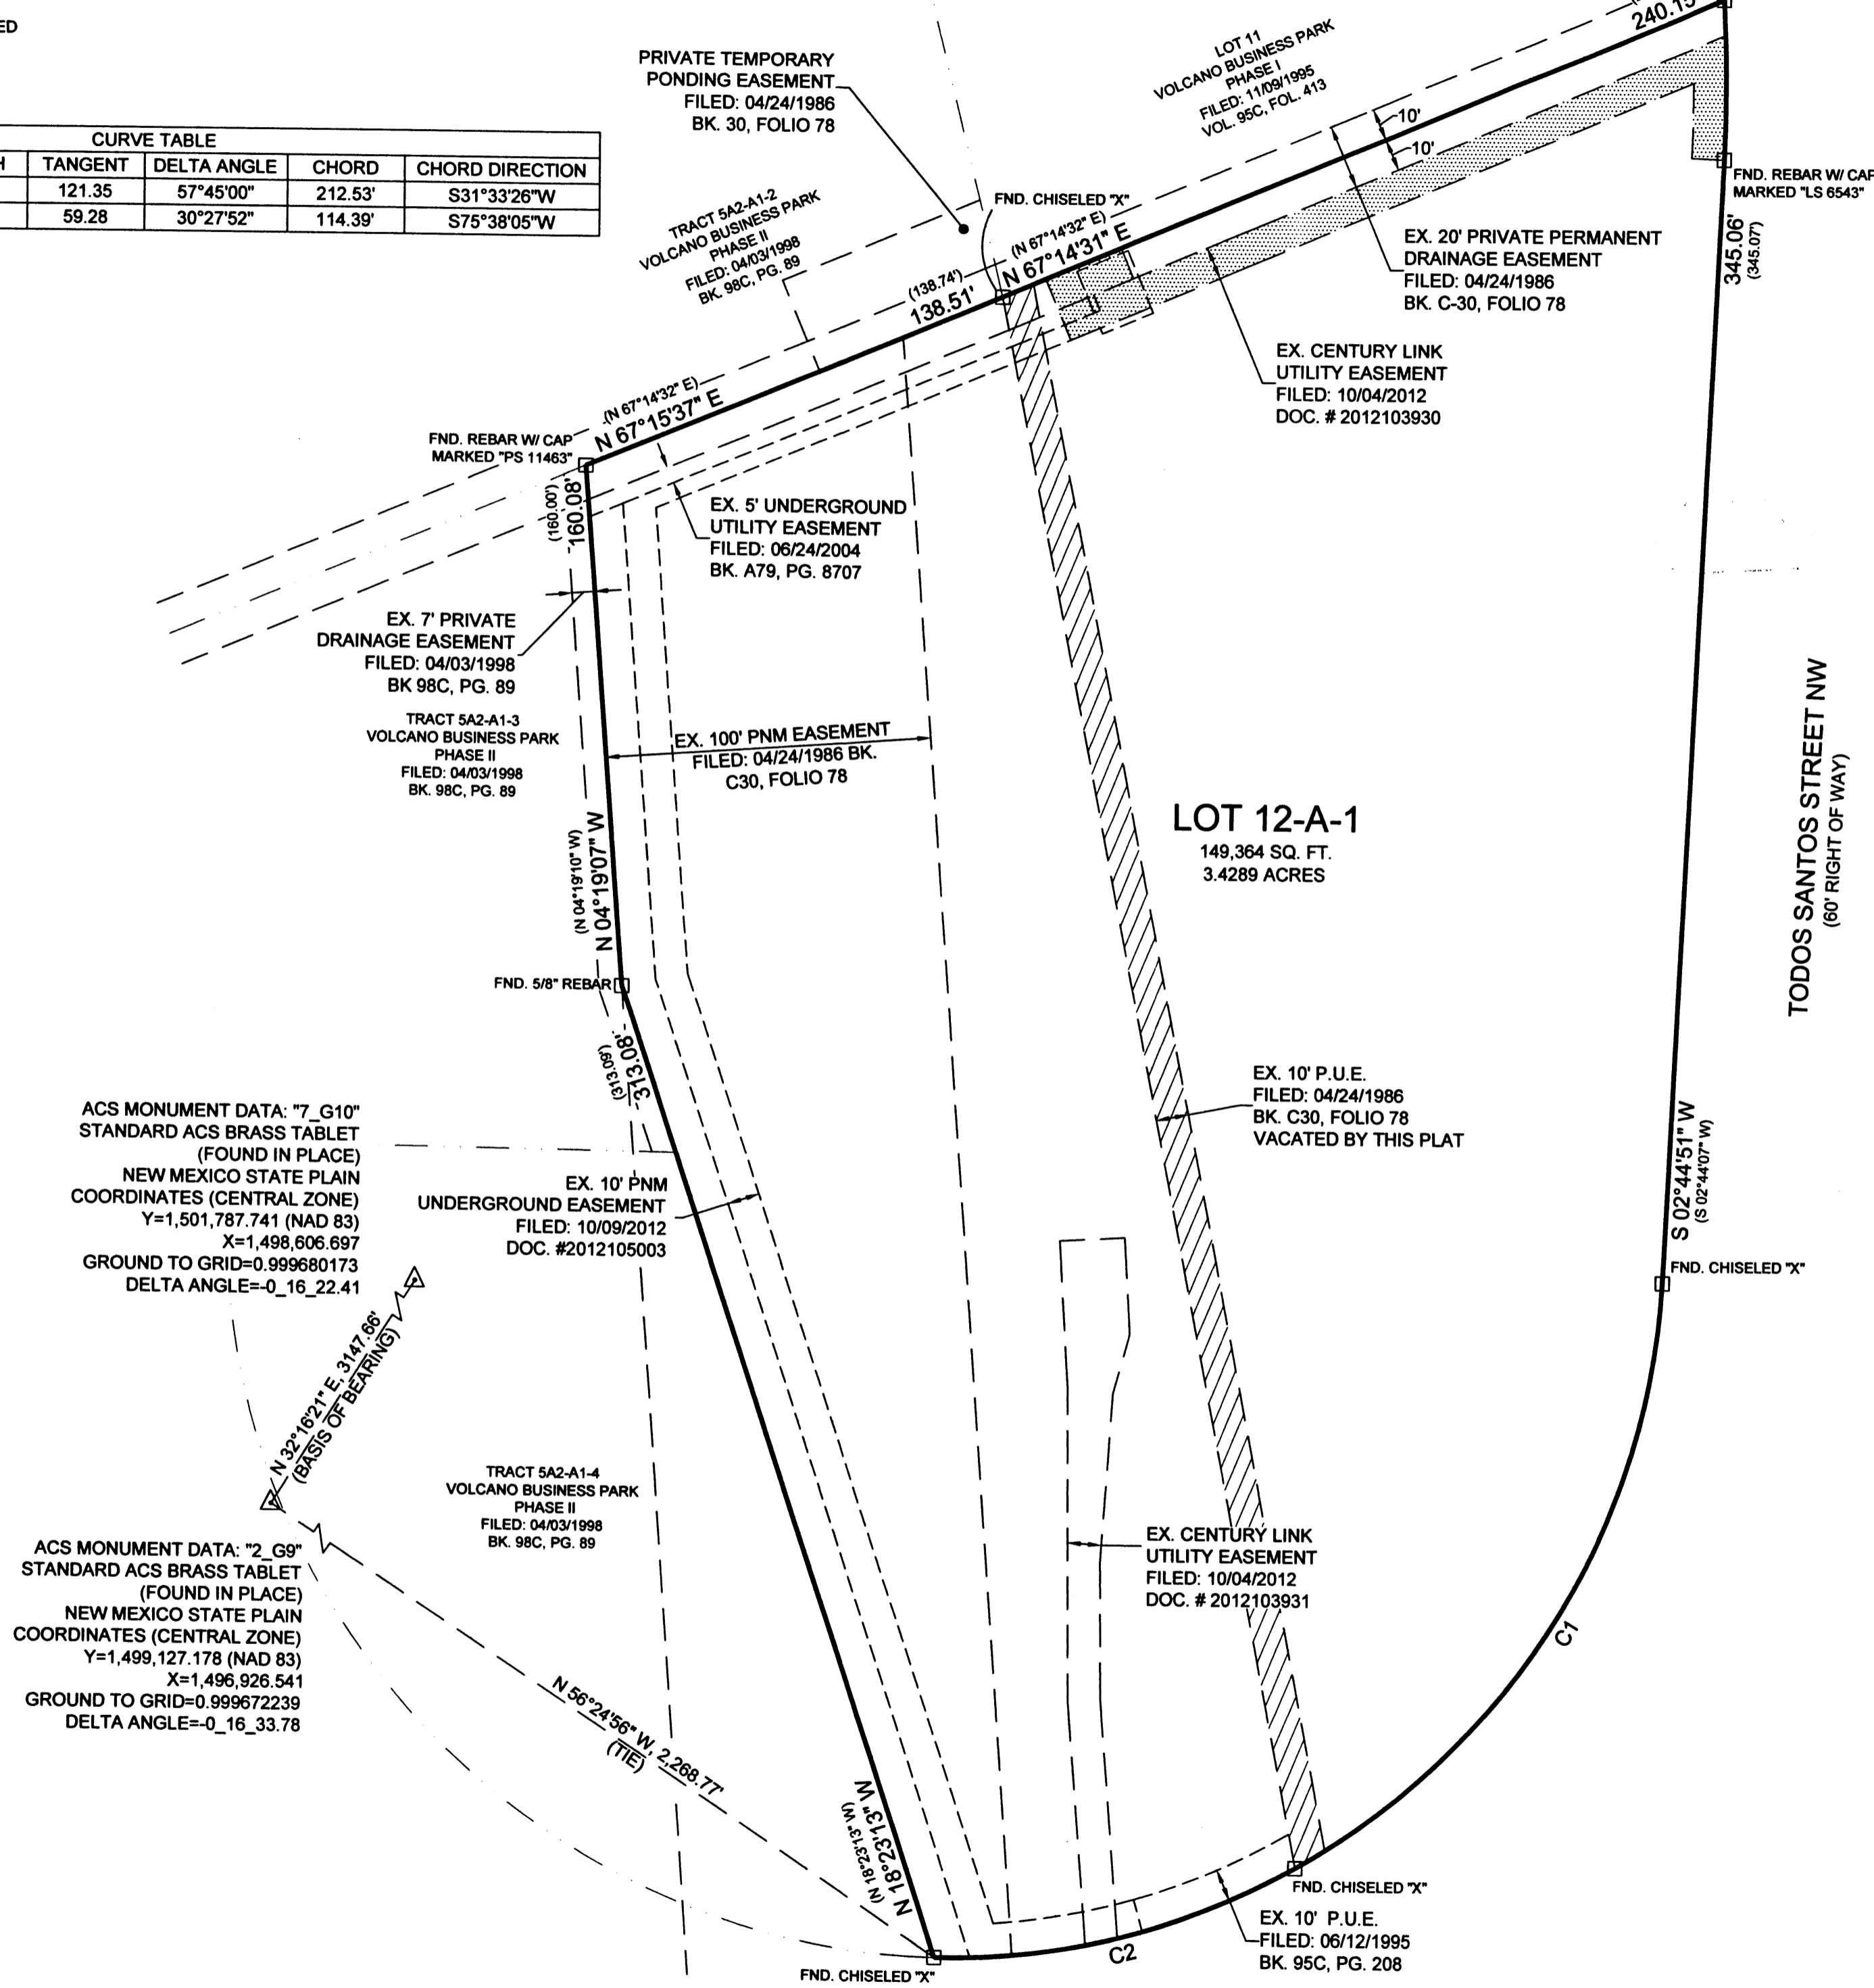 ED
CURVE TABLE
H TANGENT DELTA ANGLE CHORD CHORD DIRECTION
121.35 57°45'00" 212.53' S31°33'26"W
59.28 30°27'52" 114.39' S75°38'05"W
PRIVATE TEMPORARY
PONDING EASEMENT
FILED: 04/24/1986
BK. 30, FOLIO 78
LOT 11
VOLCANO BUSINESS PARK
PHASE I
FILED: 11/09/1995
VOL. 95C, FOL. 413
240.15'
10'
10'
FND. REBAR W/ CAP
MARKED "LS 6543"
345.06'
(345.07')
TRACT 5A2-A1-2
VOLCANO BUSINESS PARK
PHASE II
FILED: 04/03/1998
BK. 98C, PG. 89
FND. CHISELED "X"
(N 67°14'32" E)
N 67°14'31" E
(138.74')
138.51'
EX. 20' PRIVATE PERMANENT
DRAINAGE EASEMENT
FILED: 04/24/1986
BK. C-30, FOLIO 78
EX. CENTURY LINK
UTILITY EASEMENT
FILED: 10/04/2012
DOC. # 2012103930
(N 67°14'32" E)
N 67°15'37" E
FND. REBAR W/ CAP
MARKED "PS 11463"
(160.00')
160.08'
EX. 5' UNDERGROUND
UTILITY EASEMENT
FILED: 06/24/2004
BK. A79, PG. 8707
EX. 7' PRIVATE
DRAINAGE EASEMENT
FILED: 04/03/1998
BK 98C, PG. 89
TRACT 5A2-A1-3
VOLCANO BUSINESS PARK
PHASE II
FILED: 04/03/1998
BK. 98C, PG. 89
EX. 100' PNM EASEMENT
FILED: 04/24/1986 BK.
C30, FOLIO 78
LOT 12-A-1
149,364 SQ. FT.
3.4289 ACRES
TODOS SANTOS STREET NW
(60' RIGHT OF WAY)
(N 04°19'10" W)
N 04°19'07" W
FND. 5/8" REBAR
(313.09')
313.08'
ACS MONUMENT DATA: "7_G10"
STANDARD ACS BRASS TABLET
(FOUND IN PLACE)
NEW MEXICO STATE PLAIN
COORDINATES (CENTRAL ZONE)
Y=1,501,787.741 (NAD 83)
X=1,498,606.697
GROUND TO GRID=0.999680173
DELTA ANGLE=-0_16_22.41
EX. 10' PNM
UNDERGROUND EASEMENT
FILED: 10/09/2012
DOC. #2012105003
EX. 10' P.U.E.
FILED: 04/24/1986
BK. C30, FOLIO 78
VACATED BY THIS PLAT
S 02°44'51" W
(S 02°44'07" W)
FND. CHISELED "X"
N 32°16'21" E, 3147.66'
(BASIS OF BEARING)
TRACT 5A2-A1-4
VOLCANO BUSINESS PARK
PHASE II
FILED: 04/03/1998
BK. 98C, PG. 89
EX. CENTURY LINK
UTILITY EASEMENT
FILED: 10/04/2012
DOC. # 2012103931
ACS MONUMENT DATA: "2_G9"
STANDARD ACS BRASS TABLET
(FOUND IN PLACE)
NEW MEXICO STATE PLAIN
COORDINATES (CENTRAL ZONE)
Y=1,499,127.178 (NAD 83)
X=1,496,926.541
GROUND TO GRID=0.999672239
DELTA ANGLE=-0_16_33.78
C1
N 56°24'56" W, 2,268.77'
(TIE)
N 18°23'13" W
(N 18°23'13" W)
FND. CHISELED "X"
EX. 10' P.U.E.
FILED: 06/12/1995
BK. 95C, PG. 208
C2
FND. CHISELED "X"